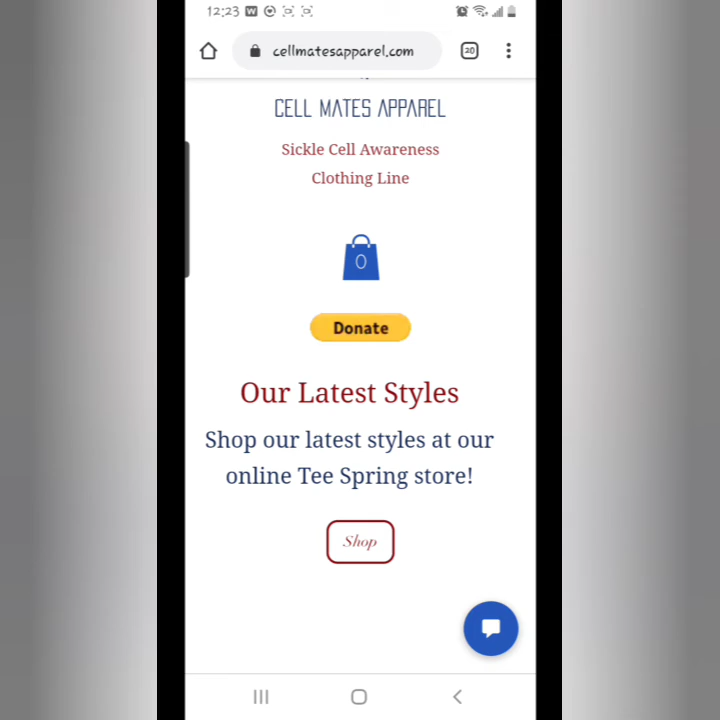 12:23
cellmatesapparel.com
20
CELL MATES APPAREL
Sickle Cell Awareness
Clothing Line
0
Donate
Our Latest Styles
Shop our latest styles at our
online Tee Spring store!
Shop